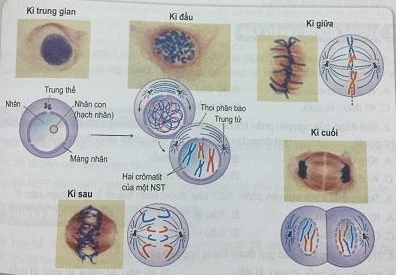 Kì trung gian
Kì đầu
Kì giữa
Trung thể
Nhân
Nhân con
(hạch nhân)
Thoi phân bào
Trung tử
Màng nhân
Hai crômatit
của một NST
Kì cuối
Kì sau